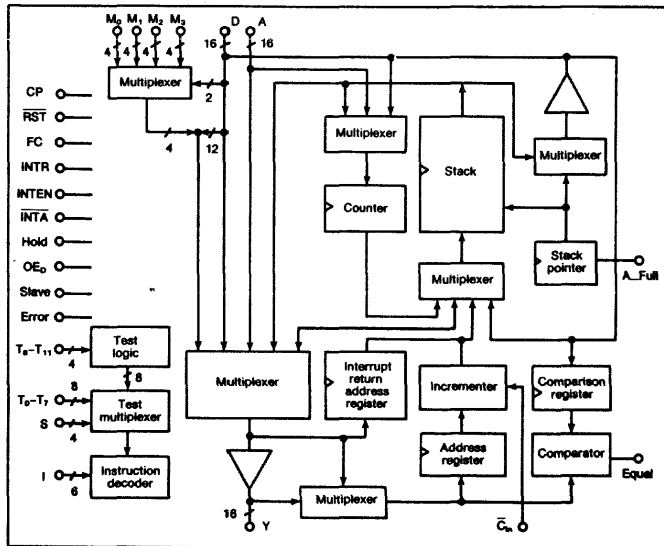 M₀ M₁ M₂ M₃ D A
4 4 4 4 16 16
Multiplexer
2
4 12
CP
R̅S̅T̅
FC
INTR
INTEN
I̅N̅T̅A̅
Hold
OE_D
Slave
Error
Multiplexer
Counter
Stack
Multiplexer
Stack pointer
A_Full
Multiplexer
T₈–T₁₁
4
Test logic
8
T₀–T₇
8
S
4
Test multiplexer
I
6
Instruction decoder
Multiplexer
Interrupt return address register
Incrementer
Comparison register
Address register
Comparator
Equal
Multiplexer
16
Y
C̅ᵢₙ